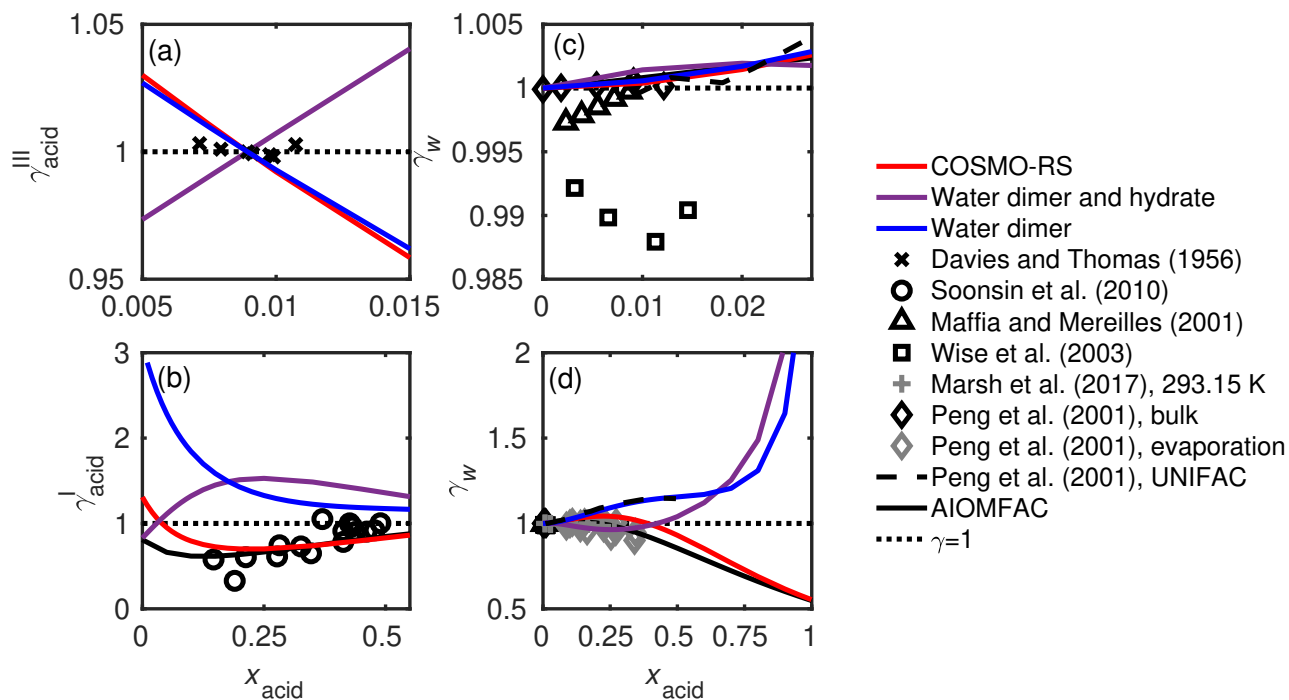 (a)
1.05
1
0.95
γ^III_acid
0.005
0.01
0.015
(c)
1.005
1
0.995
0.99
0.985
γ_w
0
0.01
0.02
(b)
3
2
1
0
γ^I_acid
0
0.25
0.5
x_acid
(d)
2
1.5
1
0.5
γ_w
0
0.25
0.5
0.75
1
x_acid
COSMO-RS
Water dimer and hydrate
Water dimer
Davies and Thomas (1956)
Soonsin et al. (2010)
Maffia and Mereilles (2001)
Wise et al. (2003)
Marsh et al. (2017), 293.15 K
Peng et al. (2001), bulk
Peng et al. (2001), evaporation
Peng et al. (2001), UNIFAC
AIOMFAC
γ=1